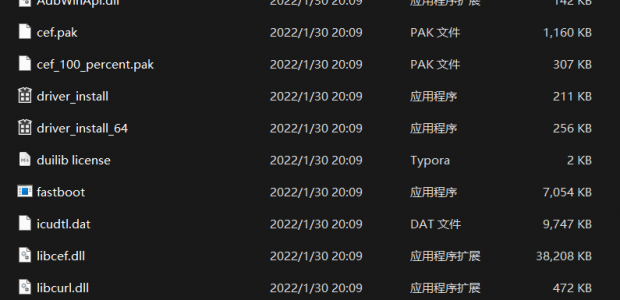 AdbWinApi.dll 2022/1/30 20:09 应用程序扩展 142 KB
cef.pak 2022/1/30 20:09 PAK 文件 1,160 KB
cef_100_percent.pak 2022/1/30 20:09 PAK 文件 307 KB
driver_install 2022/1/30 20:09 应用程序 211 KB
driver_install_64 2022/1/30 20:09 应用程序 256 KB
duilib license 2022/1/30 20:09 Typora 2 KB
fastboot 2022/1/30 20:09 应用程序 7,054 KB
icudtl.dat 2022/1/30 20:09 DAT 文件 9,747 KB
libcef.dll 2022/1/30 20:09 应用程序扩展 38,208 KB
libcurl.dll 2022/1/30 20:09 应用程序扩展 472 KB